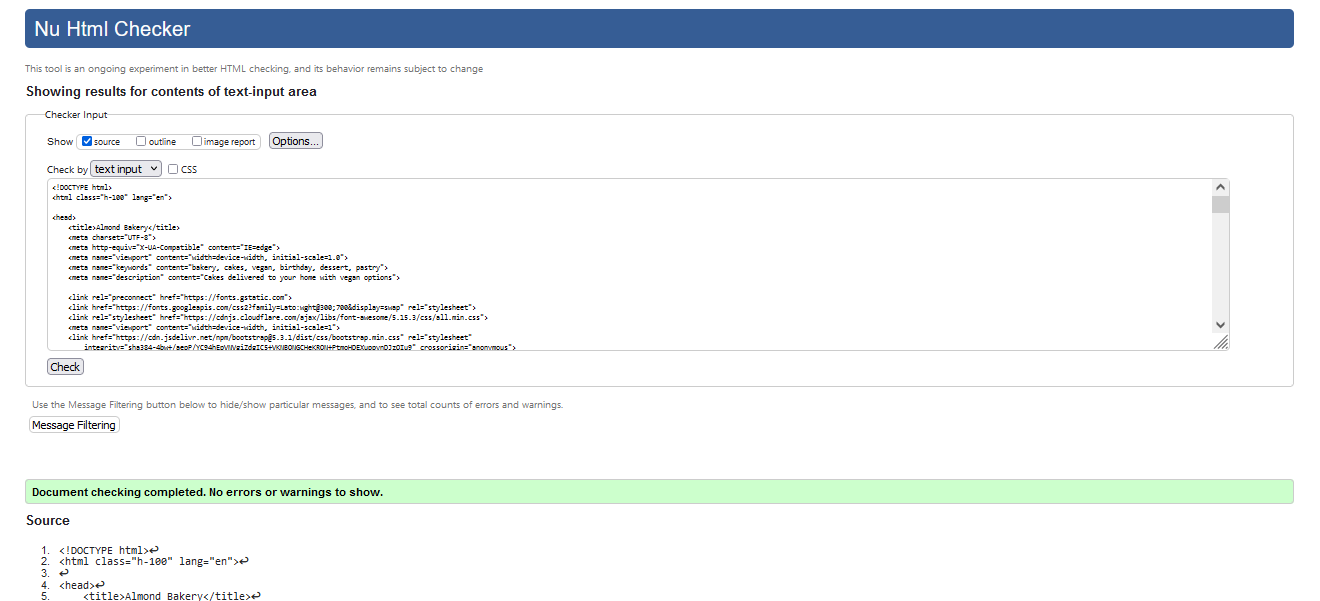 Nu Html Checker
This tool is an ongoing experiment in better HTML checking, and its behavior remains subject to change
Showing results for contents of text-input area
Checker Input
Show source outline image report Options...
Check by text input CSS
<!DOCTYPE html>
<html class="h-100" lang="en">
<head>
<title>Almond Bakery</title>
<meta charset="UTF-8">
<meta http-equiv="X-UA-Compatible" content="IE=edge">
<meta name="viewport" content="width=device-width, initial-scale=1.0">
<meta name="keywords" content="bakery, cakes, vegan, birthday, dessert, pastry">
<meta name="description" content="Cakes delivered to your home with vegan options">
<link rel="preconnect" href="https://fonts.gstatic.com">
<link href="https://fonts.googleapis.com/css2?family=Lato:wght@300;700&display=swap" rel="stylesheet">
<link rel="stylesheet" href="https://cdnjs.cloudflare.com/ajax/libs/font-awesome/5.15.3/css/all.min.css">
<meta name="viewport" content="width=device-width, initial-scale=1">
<link href="https://cdn.jsdelivr.net/npm/bootstrap@5.3.1/dist/css/bootstrap.min.css" rel="stylesheet"
crossorigin="anonymous">
Check
Use the Message Filtering button below to hide/show particular messages, and to see total counts of errors and warnings.
Message Filtering
Document checking completed. No errors or warnings to show.
Source
1. <!DOCTYPE html>↩
2. <html class="h-100" lang="en">↩
3. ↩
4. <head>↩
5. <title>Almond Bakery</title>↩